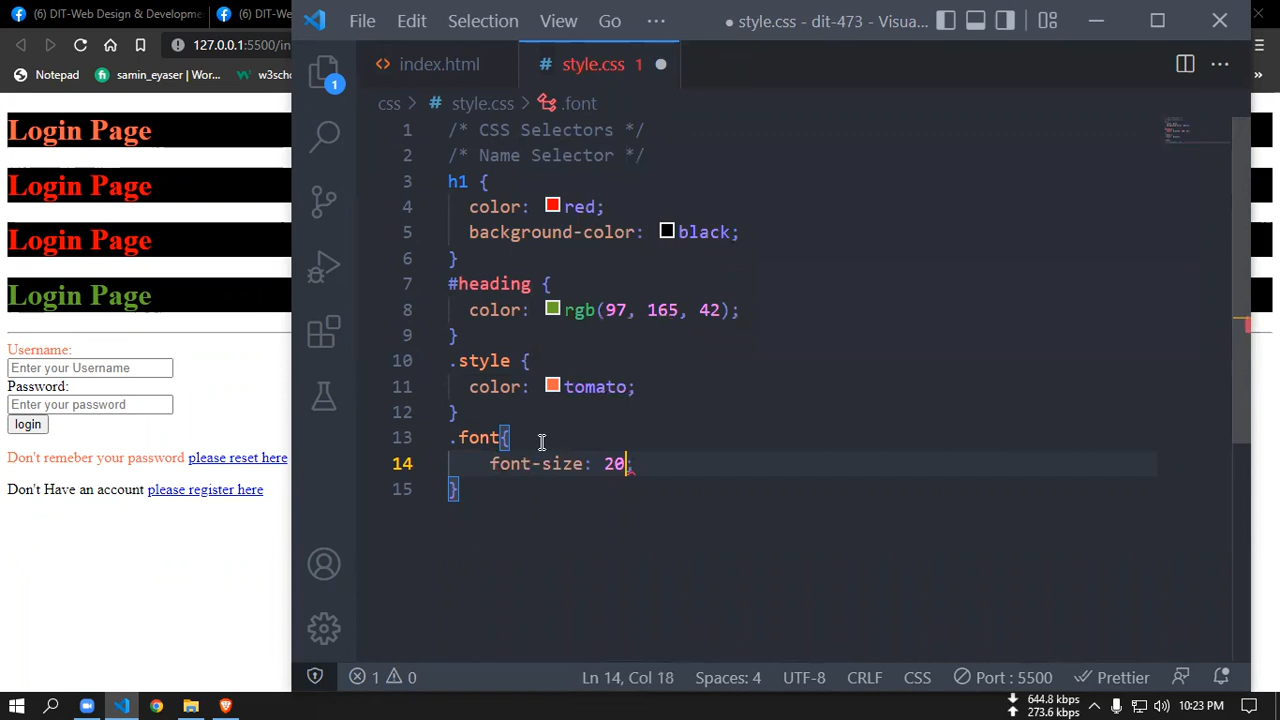 (6) DIT-Web Design & Developme
(6) DIT-We
127.0.0.1:5500/in
Notepad
samin_eyaser | Wor...
w3scho
Login Page
Login Page
Login Page
Login Page
Username:
Enter your Username
Password:
Enter your password
login
Don't remeber your password please reset here
Don't Have an account please register here
File Edit Selection View Go ··· ● style.css - dit-473 - Visua...
index.html
style.css 1
css > # style.css > .font
1 /* CSS Selectors */
2 /* Name Selector */
3 h1 {
4 color: red;
5 background-color: black;
6 }
7 #heading {
8 color: rgb(97, 165, 42);
9 }
10 .style {
11 color: tomato;
12 }
13 .font{
14 font-size: 20;
15 }
1
1 0
Ln 14, Col 18 Spaces: 4 UTF-8 CRLF CSS Port : 5500 Prettier
644.8 kbps
273.6 kbps
10:23 PM